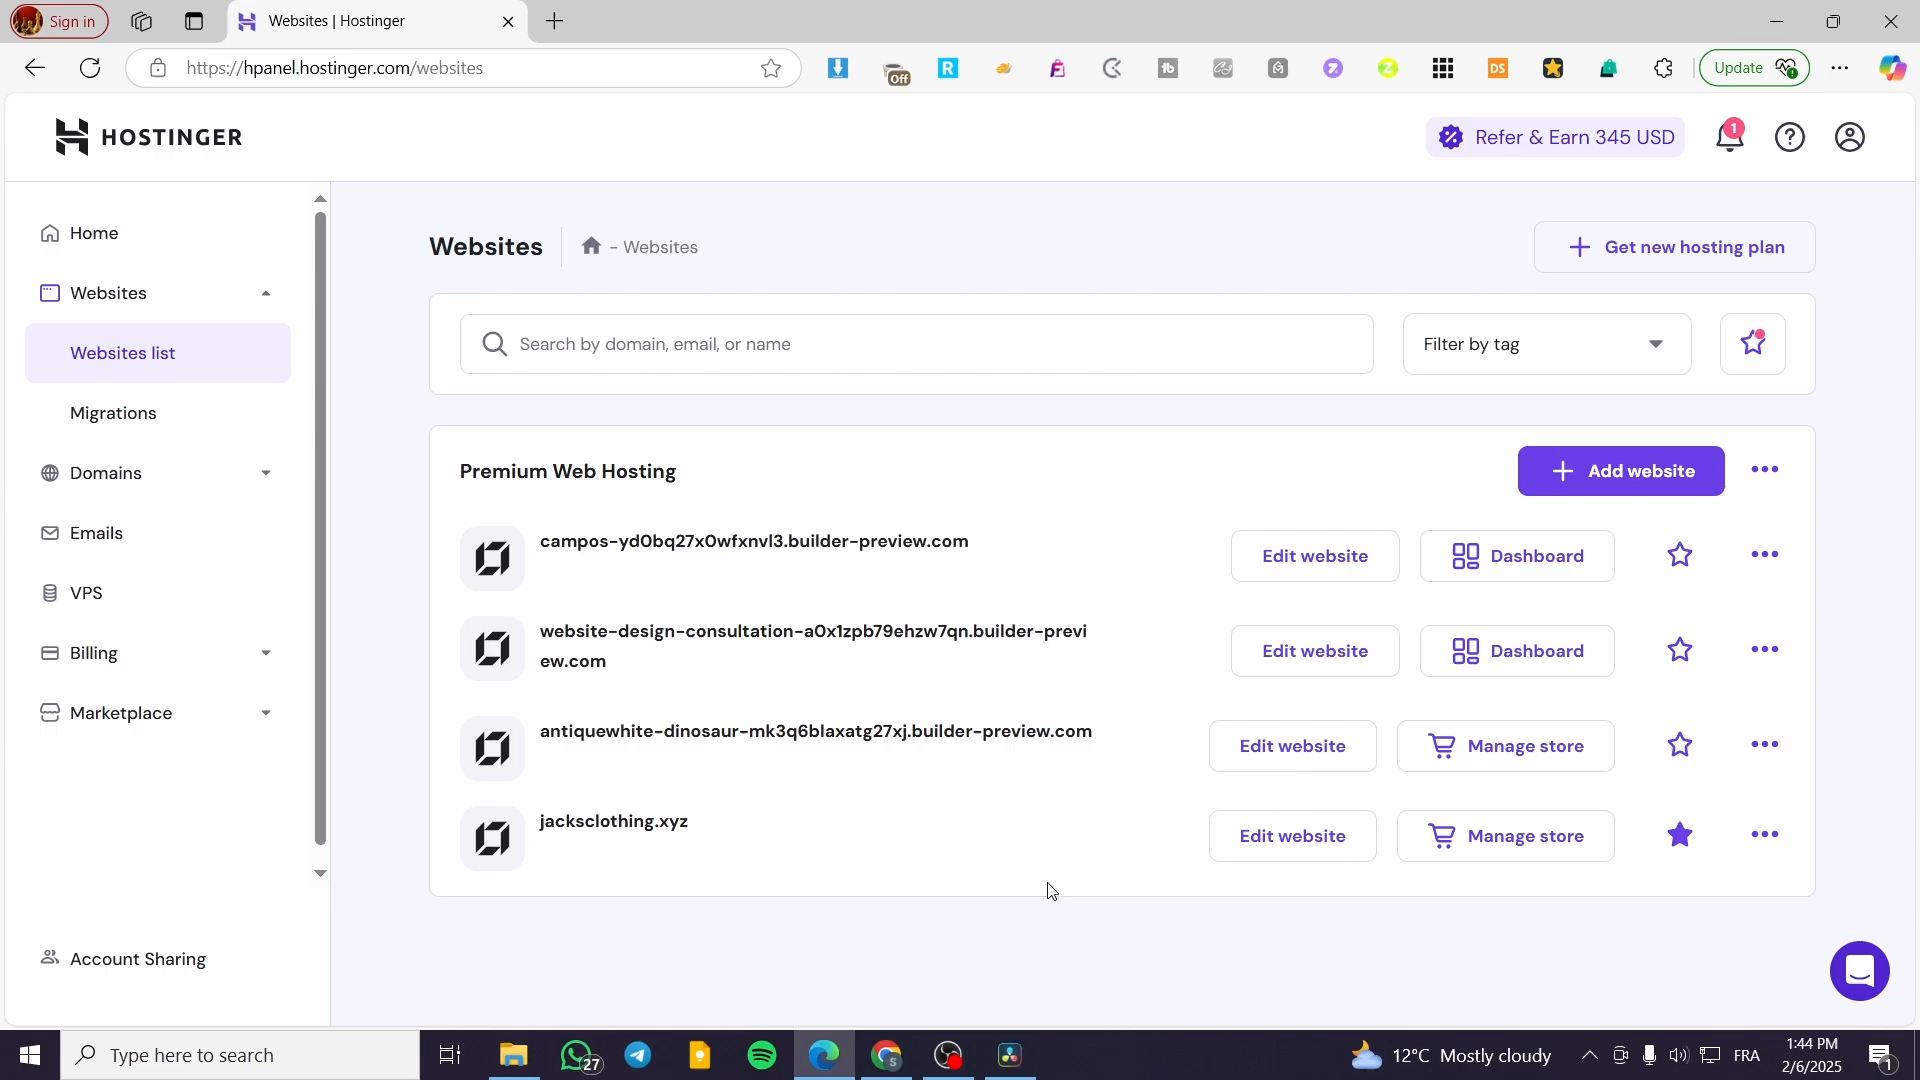 Sign in
Websites | Hostinger
https://hpanel.hostinger.com/websites
Off
R
1b
DS
Update
HOSTINGER
Refer & Earn 345 USD
1
Home
Websites
Websites list
Migrations
Domains
Emails
VPS
Billing
Marketplace
Account Sharing
Websites
- Websites
Get new hosting plan
Search by domain, email, or name
Filter by tag
Premium Web Hosting
Add website
campos-yd0bq27x0wfxnvl3.builder-preview.com
Edit website
Dashboard
website-design-consultation-a0x1zpb79ehzw7qn.builder-previ
ew.com
Edit website
Dashboard
antiquewhite-dinosaur-mk3q6blaxatg27xj.builder-preview.com
Edit website
Manage store
jacksclothing.xyz
Edit website
Manage store
Type here to search
27
S
12°C Mostly cloudy
FRA
1:44 PM
2/6/2025
1